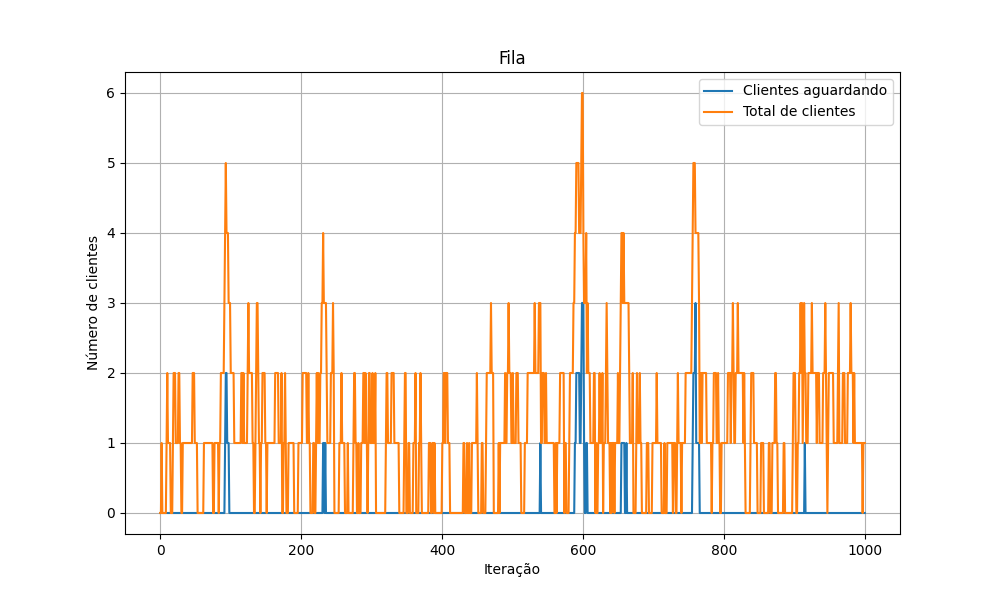 Fila
Clientes aguardando
Total de clientes
Número de clientes
6
5
4
3
2
1
0
0 200 400 600 800 1000
Iteração